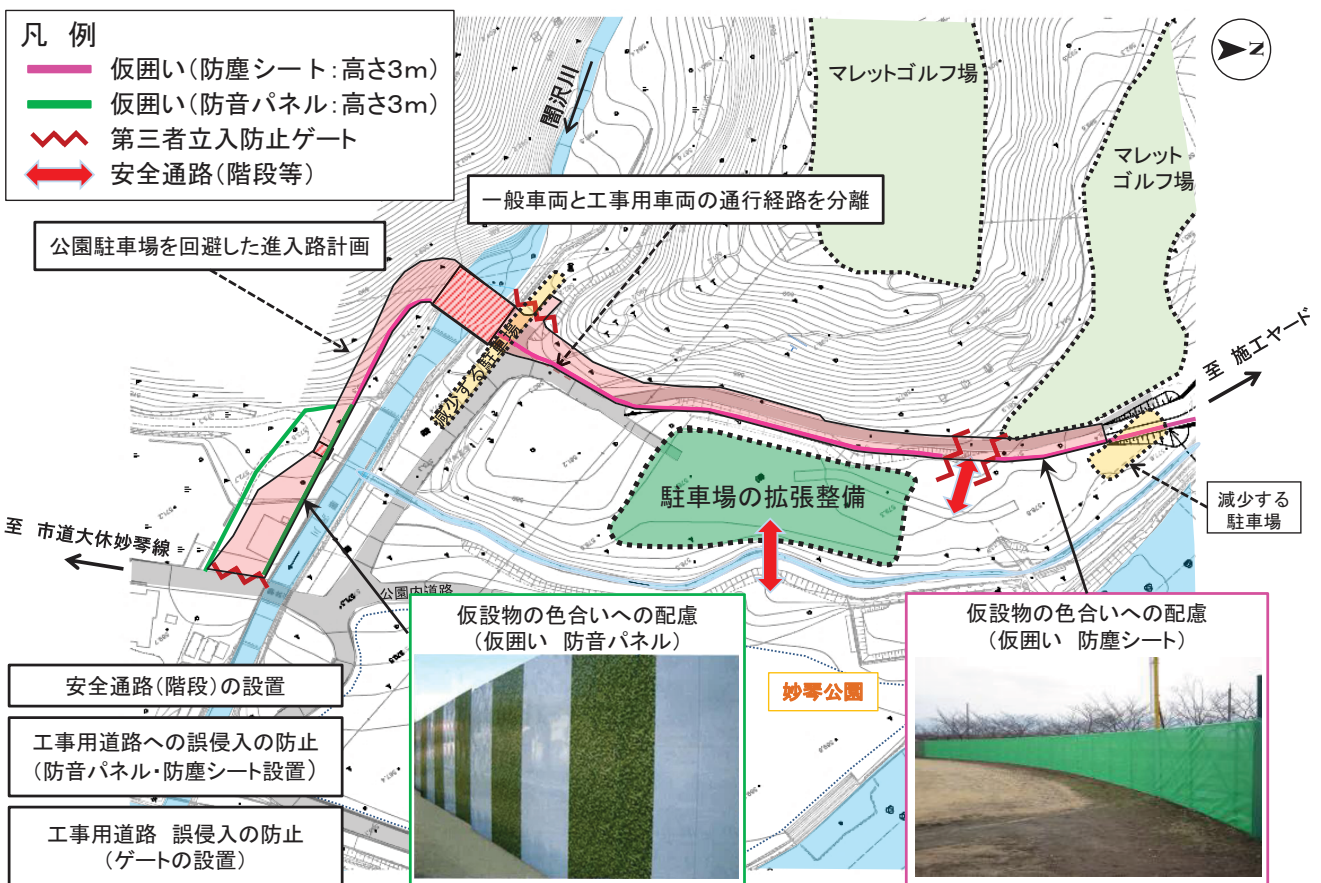 凡 例
仮囲い(防塵シート:高さ3m)
仮囲い(防音パネル:高さ3m)
第三者立入防止ゲート
安全通路(階段等)
闇沢川
マレットゴルフ場
マレット
ゴルフ場
Z
一般車両と工事用車両の通行経路を分離
公園駐車場を回避した進入路計画
減少する駐車場
至 施工ヤード
駐車場の拡張整備
減少する
駐車場
至 市道大休妙琴線
公園内道路
安全通路(階段)の設置
工事用道路への誤侵入の防止
(防音パネル・防塵シート設置)
工事用道路 誤侵入の防止
(ゲートの設置)
仮設物の色合いへの配慮
(仮囲い 防音パネル)
妙琴公園
仮設物の色合いへの配慮
(仮囲い 防塵シート)